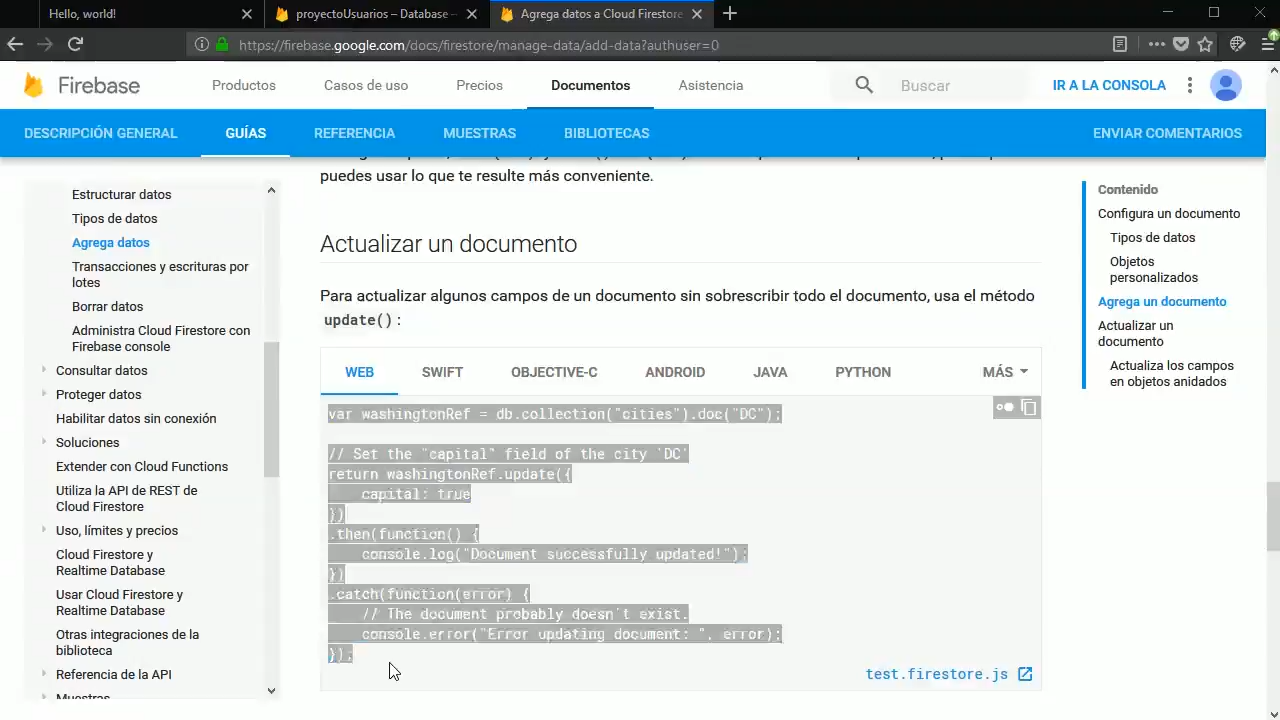 Hello, world!
proyectoUsuarios – Database
Agrega datos a Cloud Firestore
https://firebase.google.com/docs/firestore/manage-data/add-data?authuser=0
Firebase
Productos
Casos de uso
Precios
Documentos
Asistencia
Buscar
IR A LA CONSOLA
DESCRIPCIÓN GENERAL
GUÍAS
REFERENCIA
MUESTRAS
BIBLIOTECAS
ENVIAR COMENTARIOS
Estructurar datos
Tipos de datos
Agrega datos
Transacciones y escrituras por
lotes
Borrar datos
Administra Cloud Firestore con
Firebase console
Consultar datos
Proteger datos
Habilitar datos sin conexión
Soluciones
Extender con Cloud Functions
Utiliza la API de REST de
Cloud Firestore
Uso, límites y precios
Cloud Firestore y
Realtime Database
Usar Cloud Firestore y
Realtime Database
Otras integraciones de la
biblioteca
Referencia de la API
Muestras
puedes usar lo que te resulte más conveniente.
Actualizar un documento
Para actualizar algunos campos de un documento sin sobrescribir todo el documento, usa el método
update() :
WEB
SWIFT
OBJECTIVE-C
ANDROID
JAVA
PYTHON
MÁS
var washingtonRef = db.collection("cities").doc("DC");
// Set the "capital" field of the city 'DC'
return washingtonRef.update({
capital: true
})
.then(function() {
console.log("Document successfully updated!");
})
.catch(function(error) {
// The document probably doesn't exist.
console.error("Error updating document: ", error);
});
test.firestore.js
Contenido
Configura un documento
Tipos de datos
Objetos
personalizados
Agrega un documento
Actualizar un
documento
Actualiza los campos
en objetos anidados